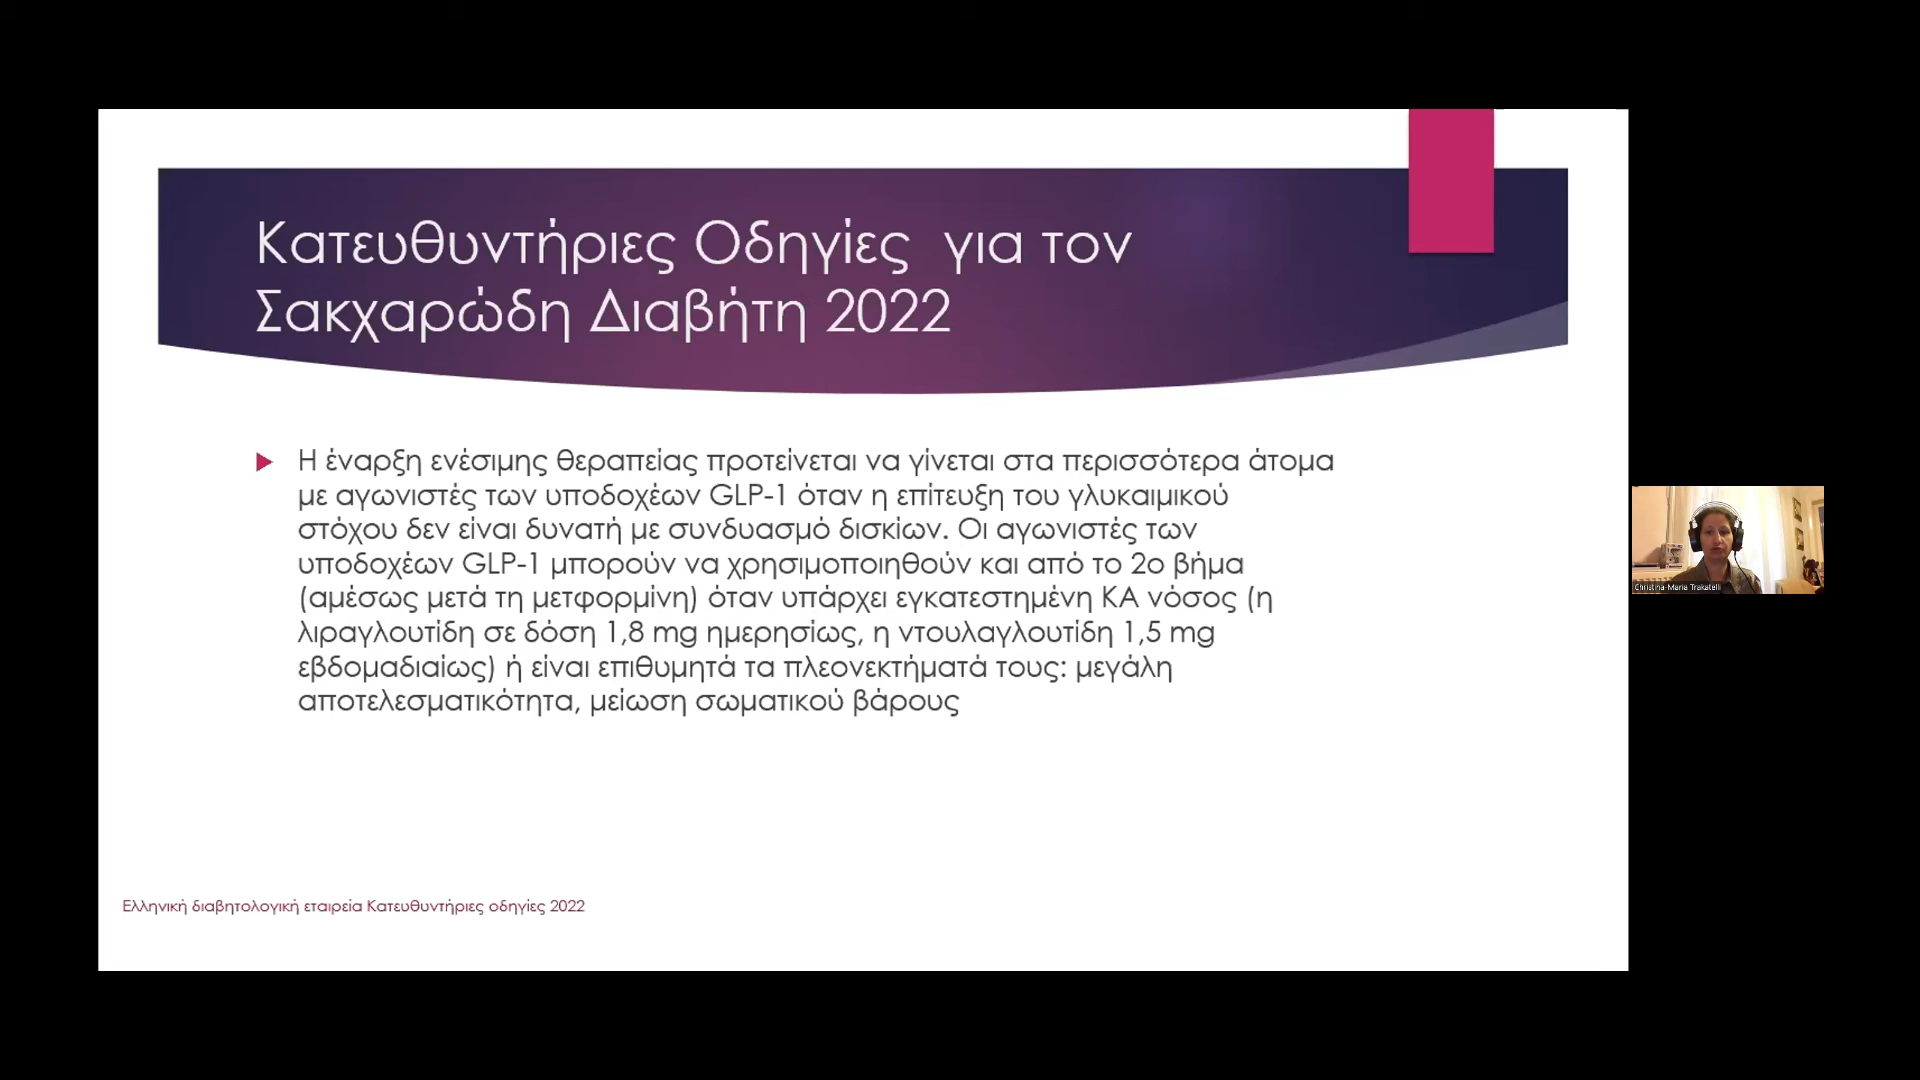 Κατευθυντήριες Οδηγίες για τον
Σακχαρώδη Διαβήτη 2022
Η έναρξη ενέσιμης θεραπείας προτείνεται να γίνεται στα περισσότερα άτομα
με αγωνιστές των υποδοχέων GLP-1 όταν η επίτευξη του γλυκαιμικού
στόχου δεν είναι δυνατή με συνδυασμό δισκίων. Οι αγωνιστές των
υποδοχέων GLP-1 μπορούν να χρησιμοποιηθούν και από το 2ο βήμα
(αμέσως μετά τη μετφορμίνη) όταν υπάρχει εγκατεστημένη ΚΑ νόσος (η
λιραγλουτίδη σε δόση 1,8 mg ημερησίως, η ντουλαγλουτίδη 1,5 mg
εβδομαδιαίως) ή είναι επιθυμητά τα πλεονεκτήματά τους: μεγάλη
αποτελεσματικότητα, μείωση σωματικού βάρους
Ελληνική διαβητολογική εταιρεία Κατευθυντήριες οδηγίες 2022
Christina-Maria Trakatelli